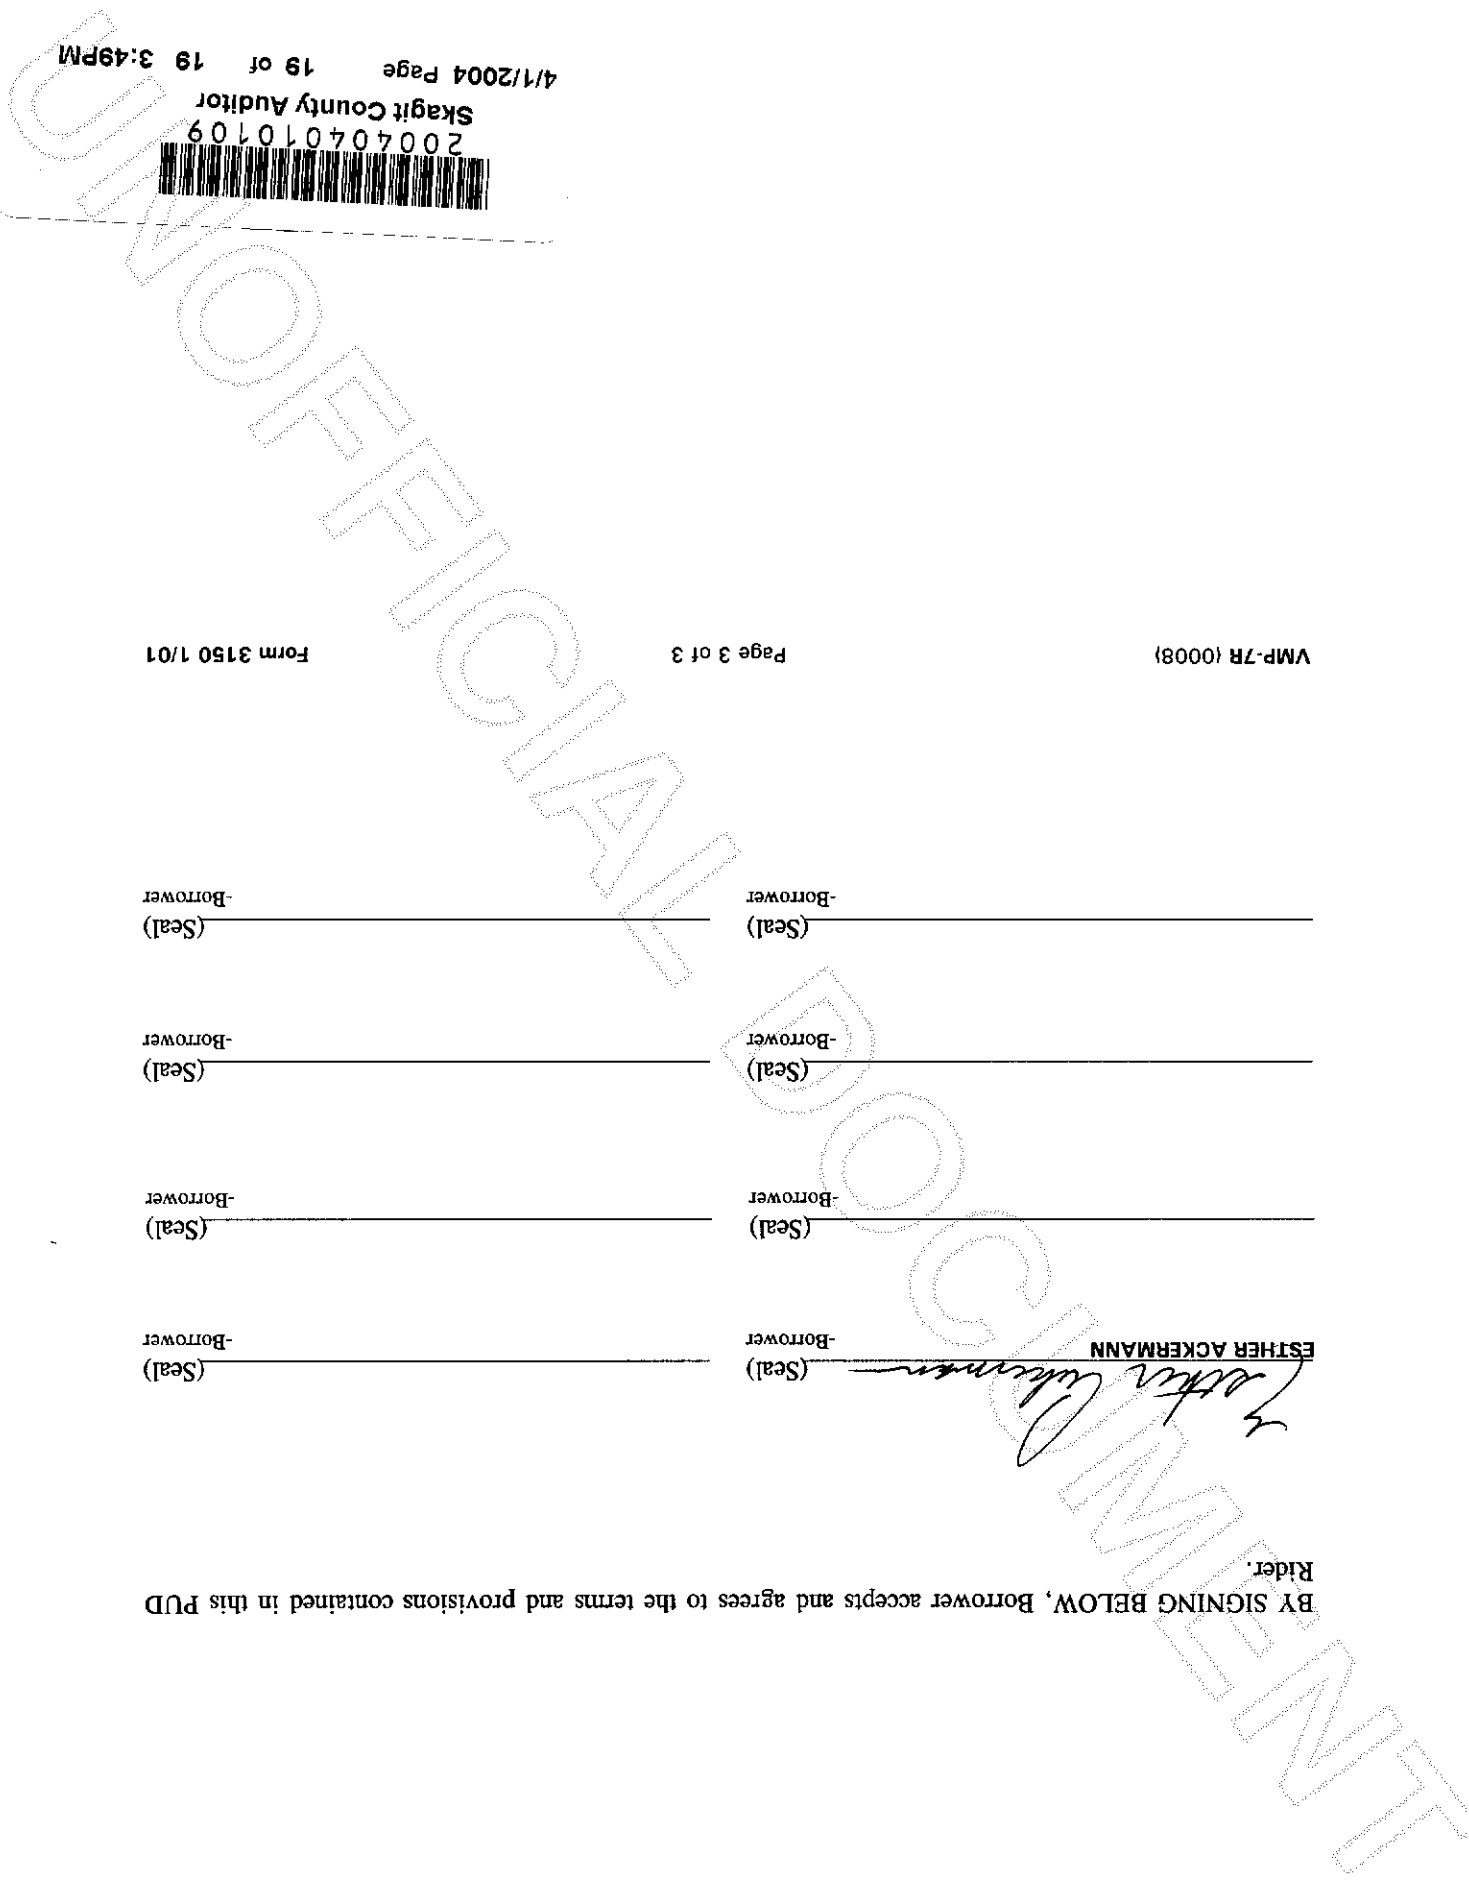 BY SIGNING BELOW, Borrower accepts and agrees to the terms and provisions contained in this PUD
Rider.
Esther Ackermann (Seal) (Seal)
ESTHER ACKERMANN -Borrower -Borrower
(Seal) (Seal)
-Borrower -Borrower
(Seal) (Seal)
-Borrower -Borrower
(Seal) (Seal)
-Borrower -Borrower
VMP-7R (0008) Page 3 of 3 Form 3150 1/01
200404010109
Skagit County Auditor
4/1/2004 Page 19 of 19 3:49PM
UNOFFICIAL DOCUMENT